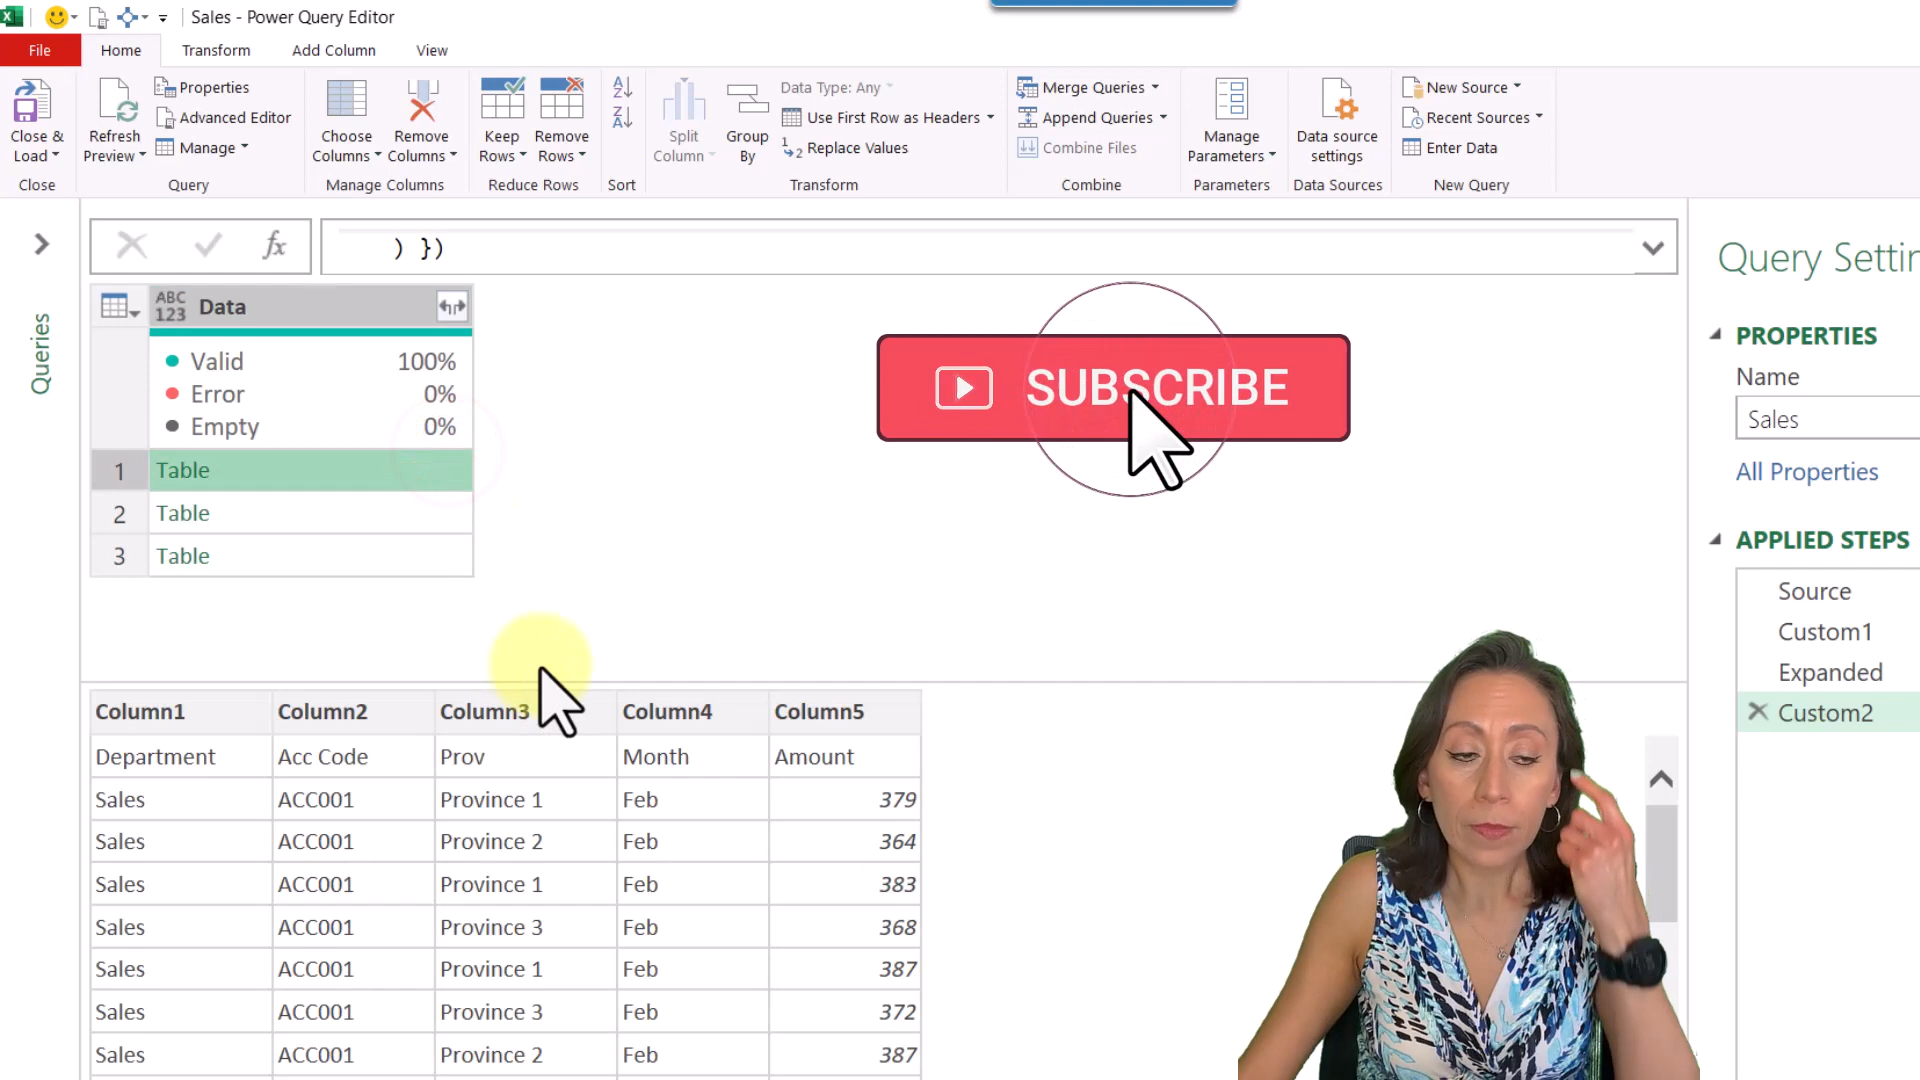 Sales - Power Query Editor
File Home Transform Add Column View
Close & Load
Refresh Preview
Properties
Advanced Editor
Manage
Choose Columns
Remove Columns
Keep Rows
Remove Rows
A Z
Z A
Split Column
Group By
Data Type: Any
Use First Row as Headers
1 2 Replace Values
Merge Queries
Append Queries
Combine Files
Manage Parameters
Data source settings
New Source
Recent Sources
Enter Data
Close Query Manage Columns Reduce Rows Sort Transform Combine Parameters Data Sources New Query
fx ) })
Queries
ABC 123 Data
Valid 100%
Error 0%
Empty 0%
1 Table
2 Table
3 Table
SUBSCRIBE
Column1 Column2 Column3 Column4 Column5
Department Acc Code Prov Month Amount
Sales ACC001 Province 1 Feb 379
Sales ACC001 Province 2 Feb 364
Sales ACC001 Province 1 Feb 383
Sales ACC001 Province 3 Feb 368
Sales ACC001 Province 1 Feb 387
Sales ACC001 Province 3 Feb 372
Sales ACC001 Province 2 Feb 387
Query Settin
PROPERTIES
Name
Sales
All Properties
APPLIED STEPS
Source
Custom1
Expanded
Custom2